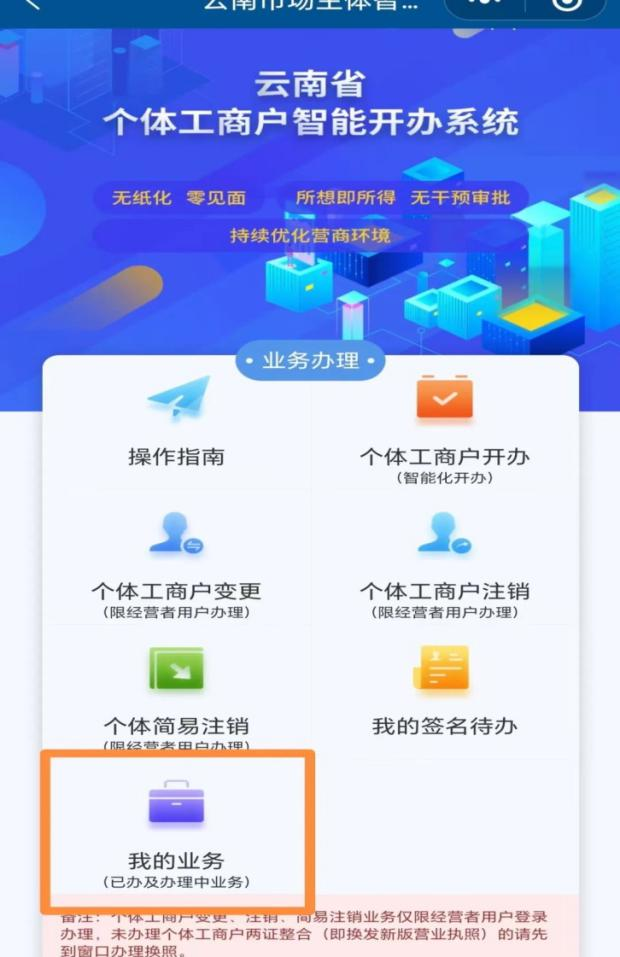 云南市场主体智...
云南省
个体工商户智能开办系统
无纸化 零见面 所想即所得 无干预审批
持续优化营商环境
业务办理
操作指南
个体工商户开办
（智能化开办）
个体工商户变更
（限经营者用户办理）
个体工商户注销
（限经营者用户办理）
个体简易注销
（限经营者用户办理）
我的签名待办
我的业务
（已办及办理中业务）
备注：个体工商户变更、注销、简易注销业务仅限经营者用户登录
办理，未办理个体工商户两证整合（即换发新版营业执照）的请先
到窗口办理换照。